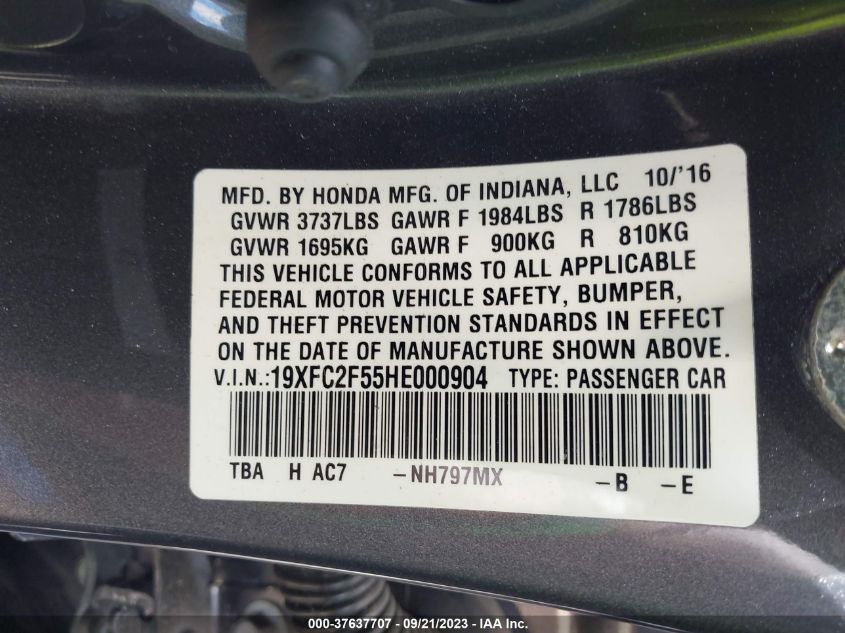 MFD. BY HONDA MFG. OF INDIANA, LLC 10/'16
GVWR 3737LBS GAWR F 1984LBS R 1786LBS
GVWR 1695KG GAWR F 900KG R 810KG
THIS VEHICLE CONFORMS TO ALL APPLICABLE
FEDERAL MOTOR VEHICLE SAFETY, BUMPER,
AND THEFT PREVENTION STANDARDS IN EFFECT
ON THE DATE OF MANUFACTURE SHOWN ABOVE.
V.I.N.:19XFC2F55HE000904 TYPE: PASSENGER CAR
TBA H AC7 -NH797MX -B -E
000-37637707 - 09/21/2023 - IAA Inc.